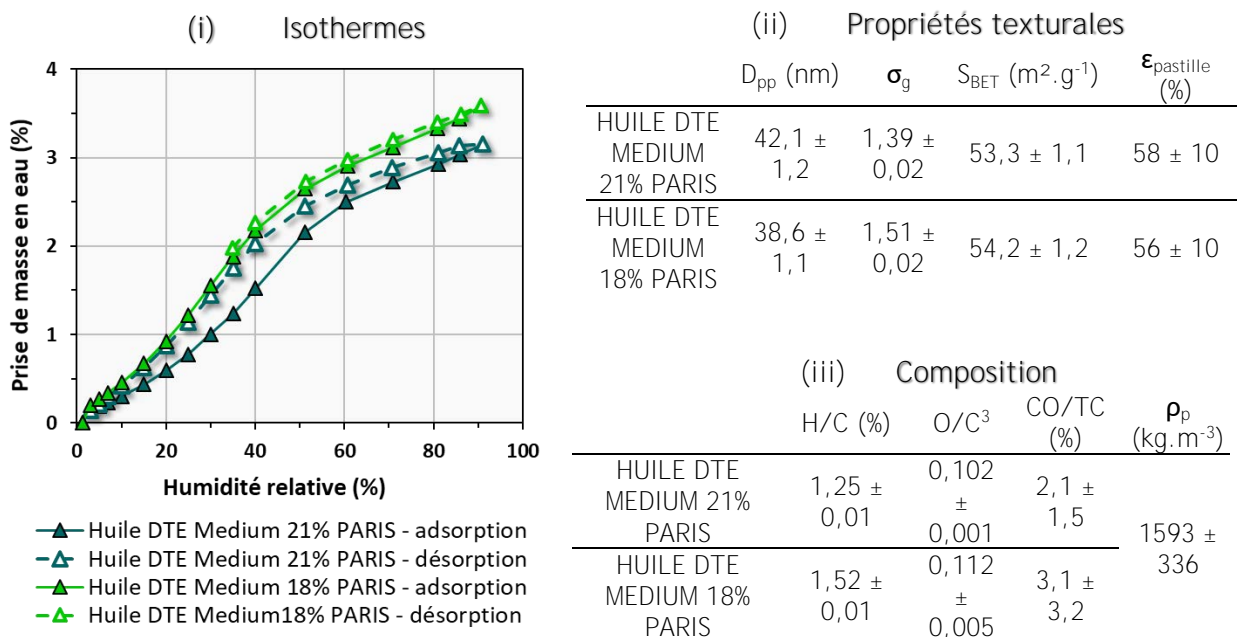 (i) Isothermes
4
3
2
1
0
0 20 40 60 80 100
Prise de masse en eau (%)
Humidité relative (%)
Huile DTE Medium 21% PARIS - adsorption
Huile DTE Medium 21% PARIS - désorption
Huile DTE Medium 18% PARIS - adsorption
Huile DTE Medium18% PARIS - désorption
(ii) Propriétés texturales
Dpp (nm) σg SBET (m².g-1) εpastille (%)
HUILE DTE
MEDIUM
21% PARIS
42,1 ±
1,2
1,39 ±
0,02
53,3 ± 1,1
58 ± 10
HUILE DTE
MEDIUM
18% PARIS
38,6 ±
1,1
1,51 ±
0,02
54,2 ± 1,2
56 ± 10
(iii) Composition
H/C (%) O/C³ CO/TC (%) ρp (kg.m-3)
HUILE DTE
MEDIUM 21%
PARIS
1,25 ±
0,01
0,102
±
0,001
2,1 ±
1,5
HUILE DTE
MEDIUM 18%
PARIS
1,52 ±
0,01
0,112
±
0,005
3,1 ±
3,2
1593 ±
336